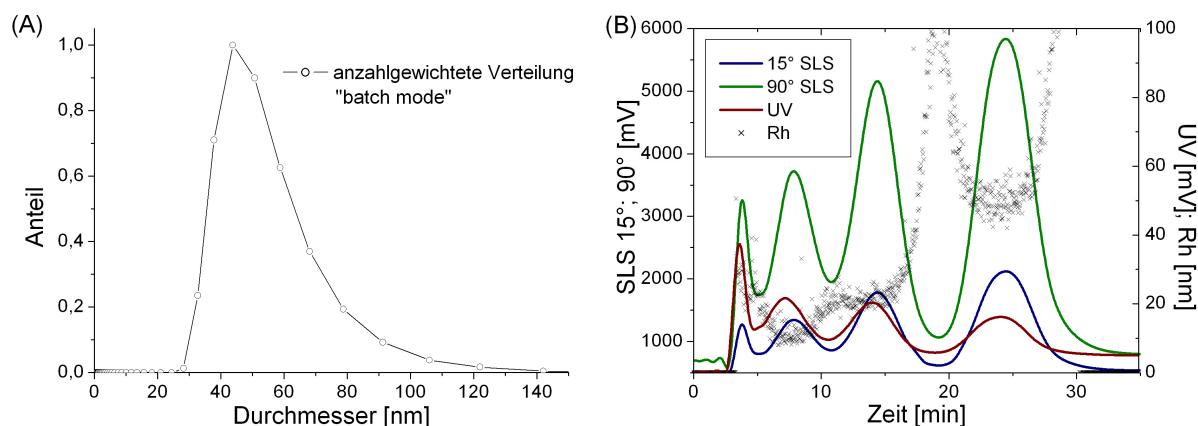 (A)
1,0
0,8
0,6
0,4
0,2
0,0
Anteil
anzahlgewichtete Verteilung
"batch mode"
0 20 40 60 80 100 120 140
Durchmesser [nm]
(B)
6000
5000
4000
3000
2000
1000
SLS 15°; 90° [mV]
15° SLS
90° SLS
UV
Rh
100
80
60
40
20
0
UV [mV]; Rh [nm]
0 10 20 30
Zeit [min]